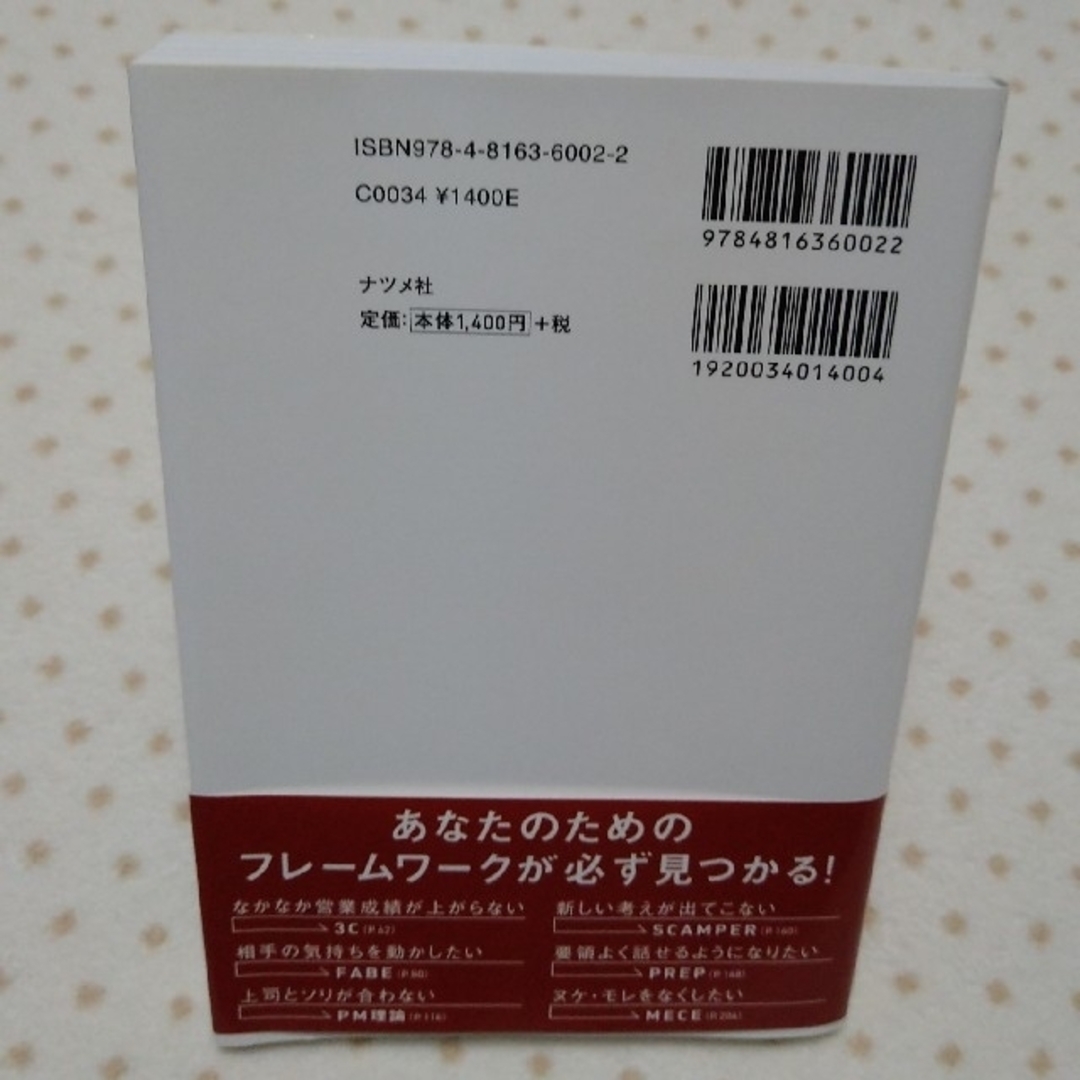 ISBN978-4-8163-6002-2
C0034 ¥1400E
9784816360022
ナツメ社
定価:本体1,400円+税
1920034014004
あなたのための
フレームワークが必ず見つかる!
なかなか営業成績が上がらない
3C(P.62)
相手の気持ちを動かしたい
FABE(P.80)
上司とソリが合わない
PM理論(P.116)
新しい考えが出てこない
SCAMPER(P.160)
要領よく話せるようになりたい
PREP(P.168)
ヌケ・モレをなくしたい
MECE(P.204)